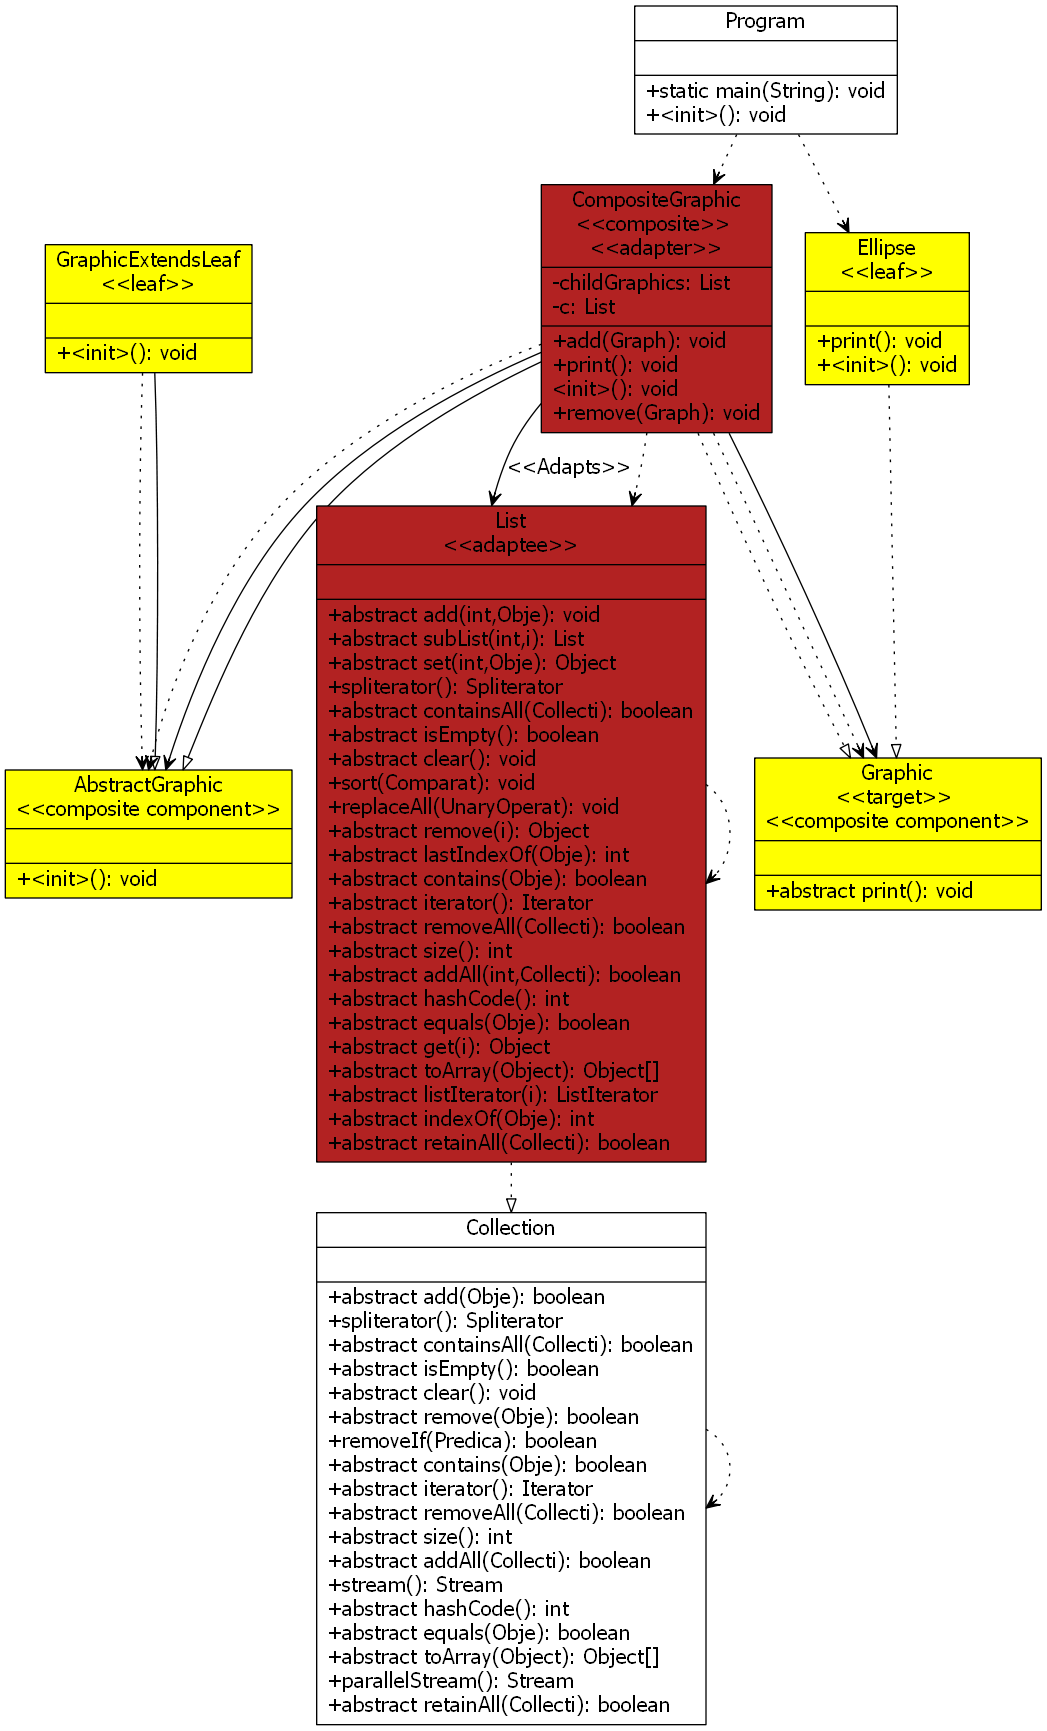 Program
+static main(String): void
+<init>(): void
CompositeGraphic
<<composite>>
<<adapter>>
-childGraphics: List
-c: List
+add(Graph): void
+print(): void
<init>(): void
+remove(Graph): void
GraphicExtendsLeaf
<<leaf>>
+<init>(): void
Ellipse
<<leaf>>
+print(): void
+<init>(): void
<<Adapts>>
List
<<adaptee>>
+abstract add(int,Obje): void
+abstract subList(int,i): List
+abstract set(int,Obje): Object
+spliterator(): Spliterator
+abstract containsAll(Collecti): boolean
+abstract isEmpty(): boolean
+abstract clear(): void
+sort(Comparat): void
+replaceAll(UnaryOperat): void
+abstract remove(i): Object
+abstract lastIndexOf(Obje): int
+abstract contains(Obje): boolean
+abstract iterator(): Iterator
+abstract removeAll(Collecti): boolean
+abstract size(): int
+abstract addAll(int,Collecti): boolean
+abstract hashCode(): int
+abstract equals(Obje): boolean
+abstract get(i): Object
+abstract toArray(Object): Object[]
+abstract listIterator(i): ListIterator
+abstract indexOf(Obje): int
+abstract retainAll(Collecti): boolean
AbstractGraphic
<<composite component>>
+<init>(): void
Graphic
<<target>>
<<composite component>>
+abstract print(): void
Collection
+abstract add(Obje): boolean
+spliterator(): Spliterator
+abstract containsAll(Collecti): boolean
+abstract isEmpty(): boolean
+abstract clear(): void
+abstract remove(Obje): boolean
+removeIf(Predica): boolean
+abstract contains(Obje): boolean
+abstract iterator(): Iterator
+abstract removeAll(Collecti): boolean
+abstract size(): int
+abstract addAll(Collecti): boolean
+stream(): Stream
+abstract hashCode(): int
+abstract equals(Obje): boolean
+abstract toArray(Object): Object[]
+parallelStream(): Stream
+abstract retainAll(Collecti): boolean